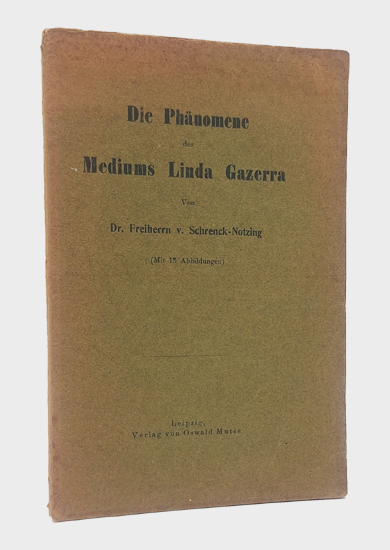 Die Phänomene
des
Mediums Linda Gazerra
Von
Dr. Freiherrn v. Schrenck-Notzing
(Mit 15 Abbildungen)
Leipzig,
Verlag von Oswald Mutze